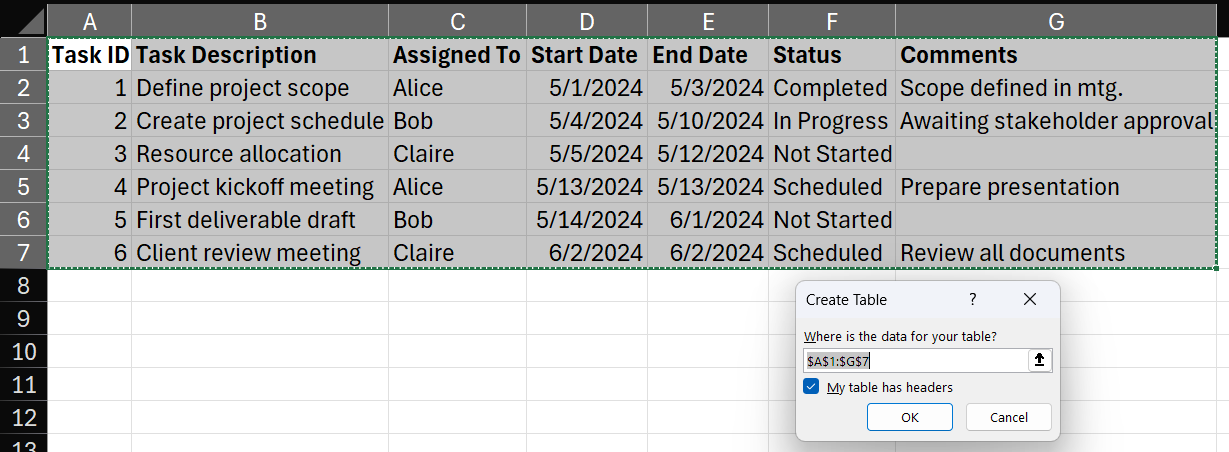 A B C D E F G
1 Task ID Task Description Assigned To Start Date End Date Status Comments
2 1 Define project scope Alice 5/1/2024 5/3/2024 Completed Scope defined in mtg.
3 2 Create project schedule Bob 5/4/2024 5/10/2024 In Progress Awaiting stakeholder approval
4 3 Resource allocation Claire 5/5/2024 5/12/2024 Not Started
5 4 Project kickoff meeting Alice 5/13/2024 5/13/2024 Scheduled Prepare presentation
6 5 First deliverable draft Bob 5/14/2024 6/1/2024 Not Started
7 6 Client review meeting Claire 6/2/2024 6/2/2024 Scheduled Review all documents
8
9
10
11
12
13
Create Table ?
Where is the data for your table?
$A$1:$G$7
My table has headers
OK Cancel